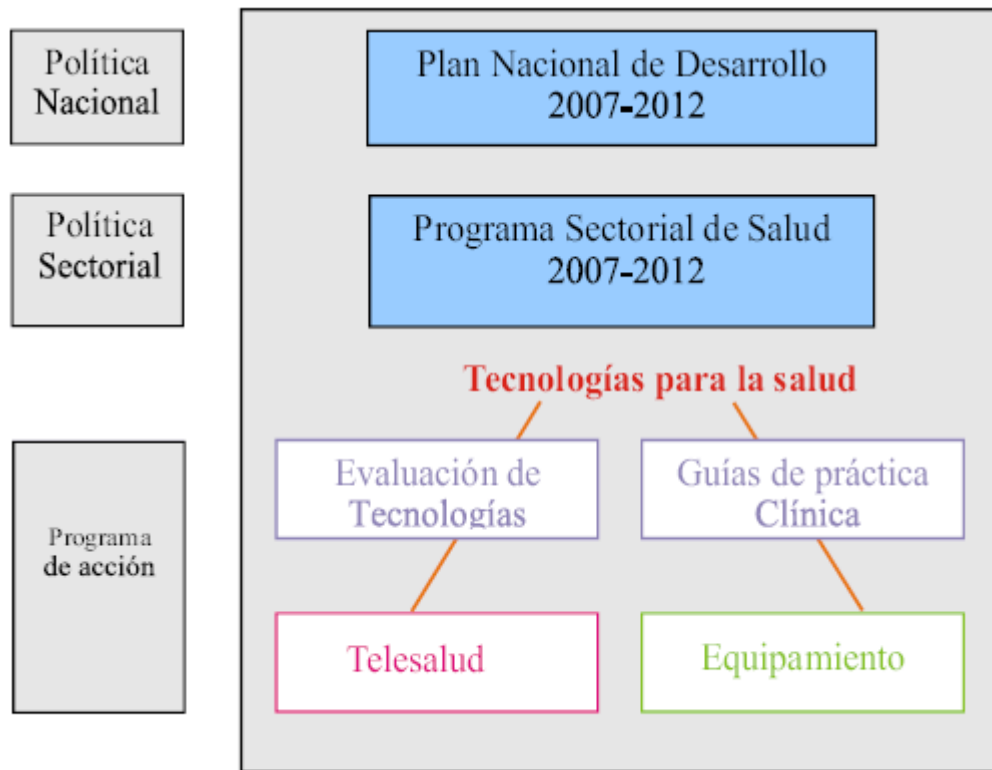 Política
Nacional
Plan Nacional de Desarrollo
2007-2012
Política
Sectorial
Programa Sectorial de Salud
2007-2012
Tecnologías para la salud
Programa
de acción
Evaluación de
Tecnologías
Guías de práctica
Clínica
Telesalud
Equipamiento